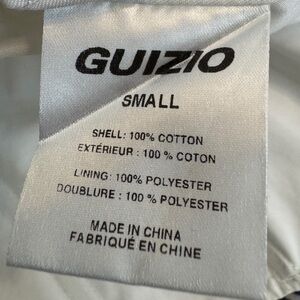 GUIZIO
SMALL
SHELL: 100% COTTON
EXTÉRIEUR : 100 % COTON
LINING: 100% POLYESTER
DOUBLURE : 100 % POLYESTER
MADE IN CHINA
FABRIQUÉ EN CHINE